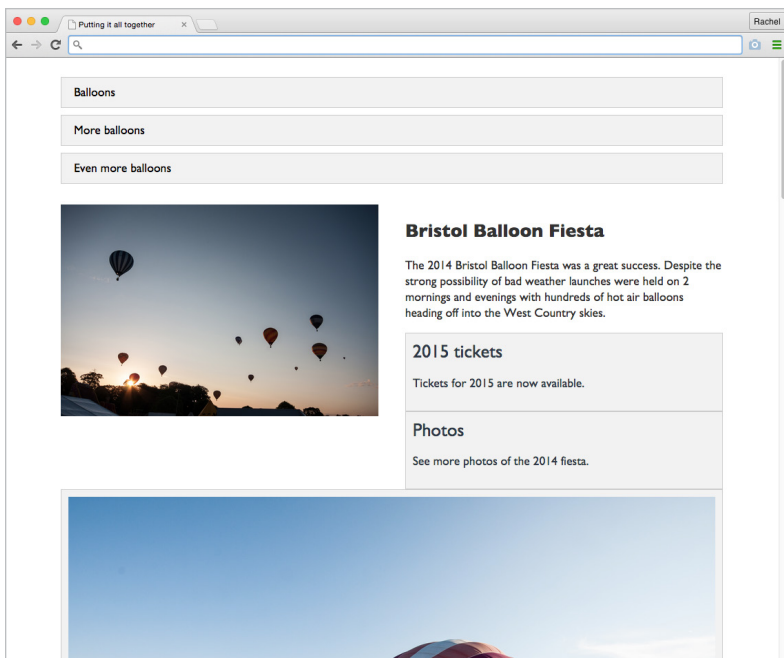 Putting it all together
Rachel
Balloons
More balloons
Even more balloons
Bristol Balloon Fiesta
The 2014 Bristol Balloon Fiesta was a great success. Despite the
strong possibility of bad weather launches were held on 2
mornings and evenings with hundreds of hot air balloons
heading off into the West Country skies.
2015 tickets
Tickets for 2015 are now available.
Photos
See more photos of the 2014 fiesta.